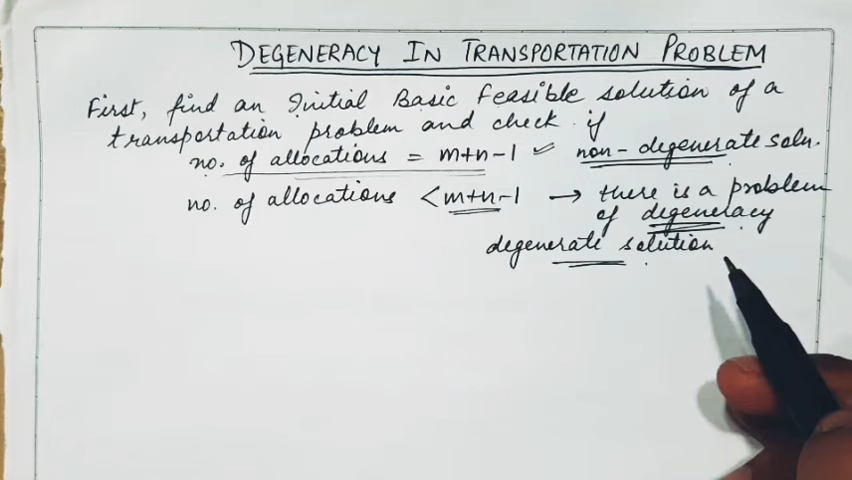 DEGENERACY IN TRANSPORTATION PROBLEM
First, find an Initial Basic Feasible solution of a
transportation problem and check if
no. of allocations = m+n-1 ✓ non-degenerate soln.
no. of allocations < m+n-1 → there is a problem
of degeneracy
degenerate solution